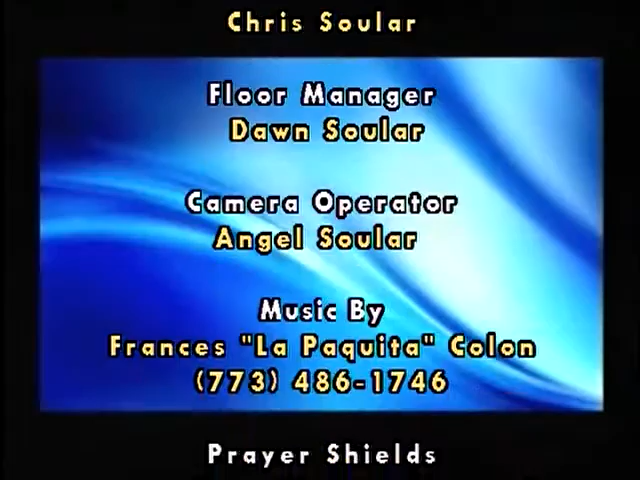 Chris Soular
Floor Manager
Dawn Soular
Camera Operator
Angel Soular
Music By
Frances "La Paquita" Colon
(773) 486-1746
Prayer Shields